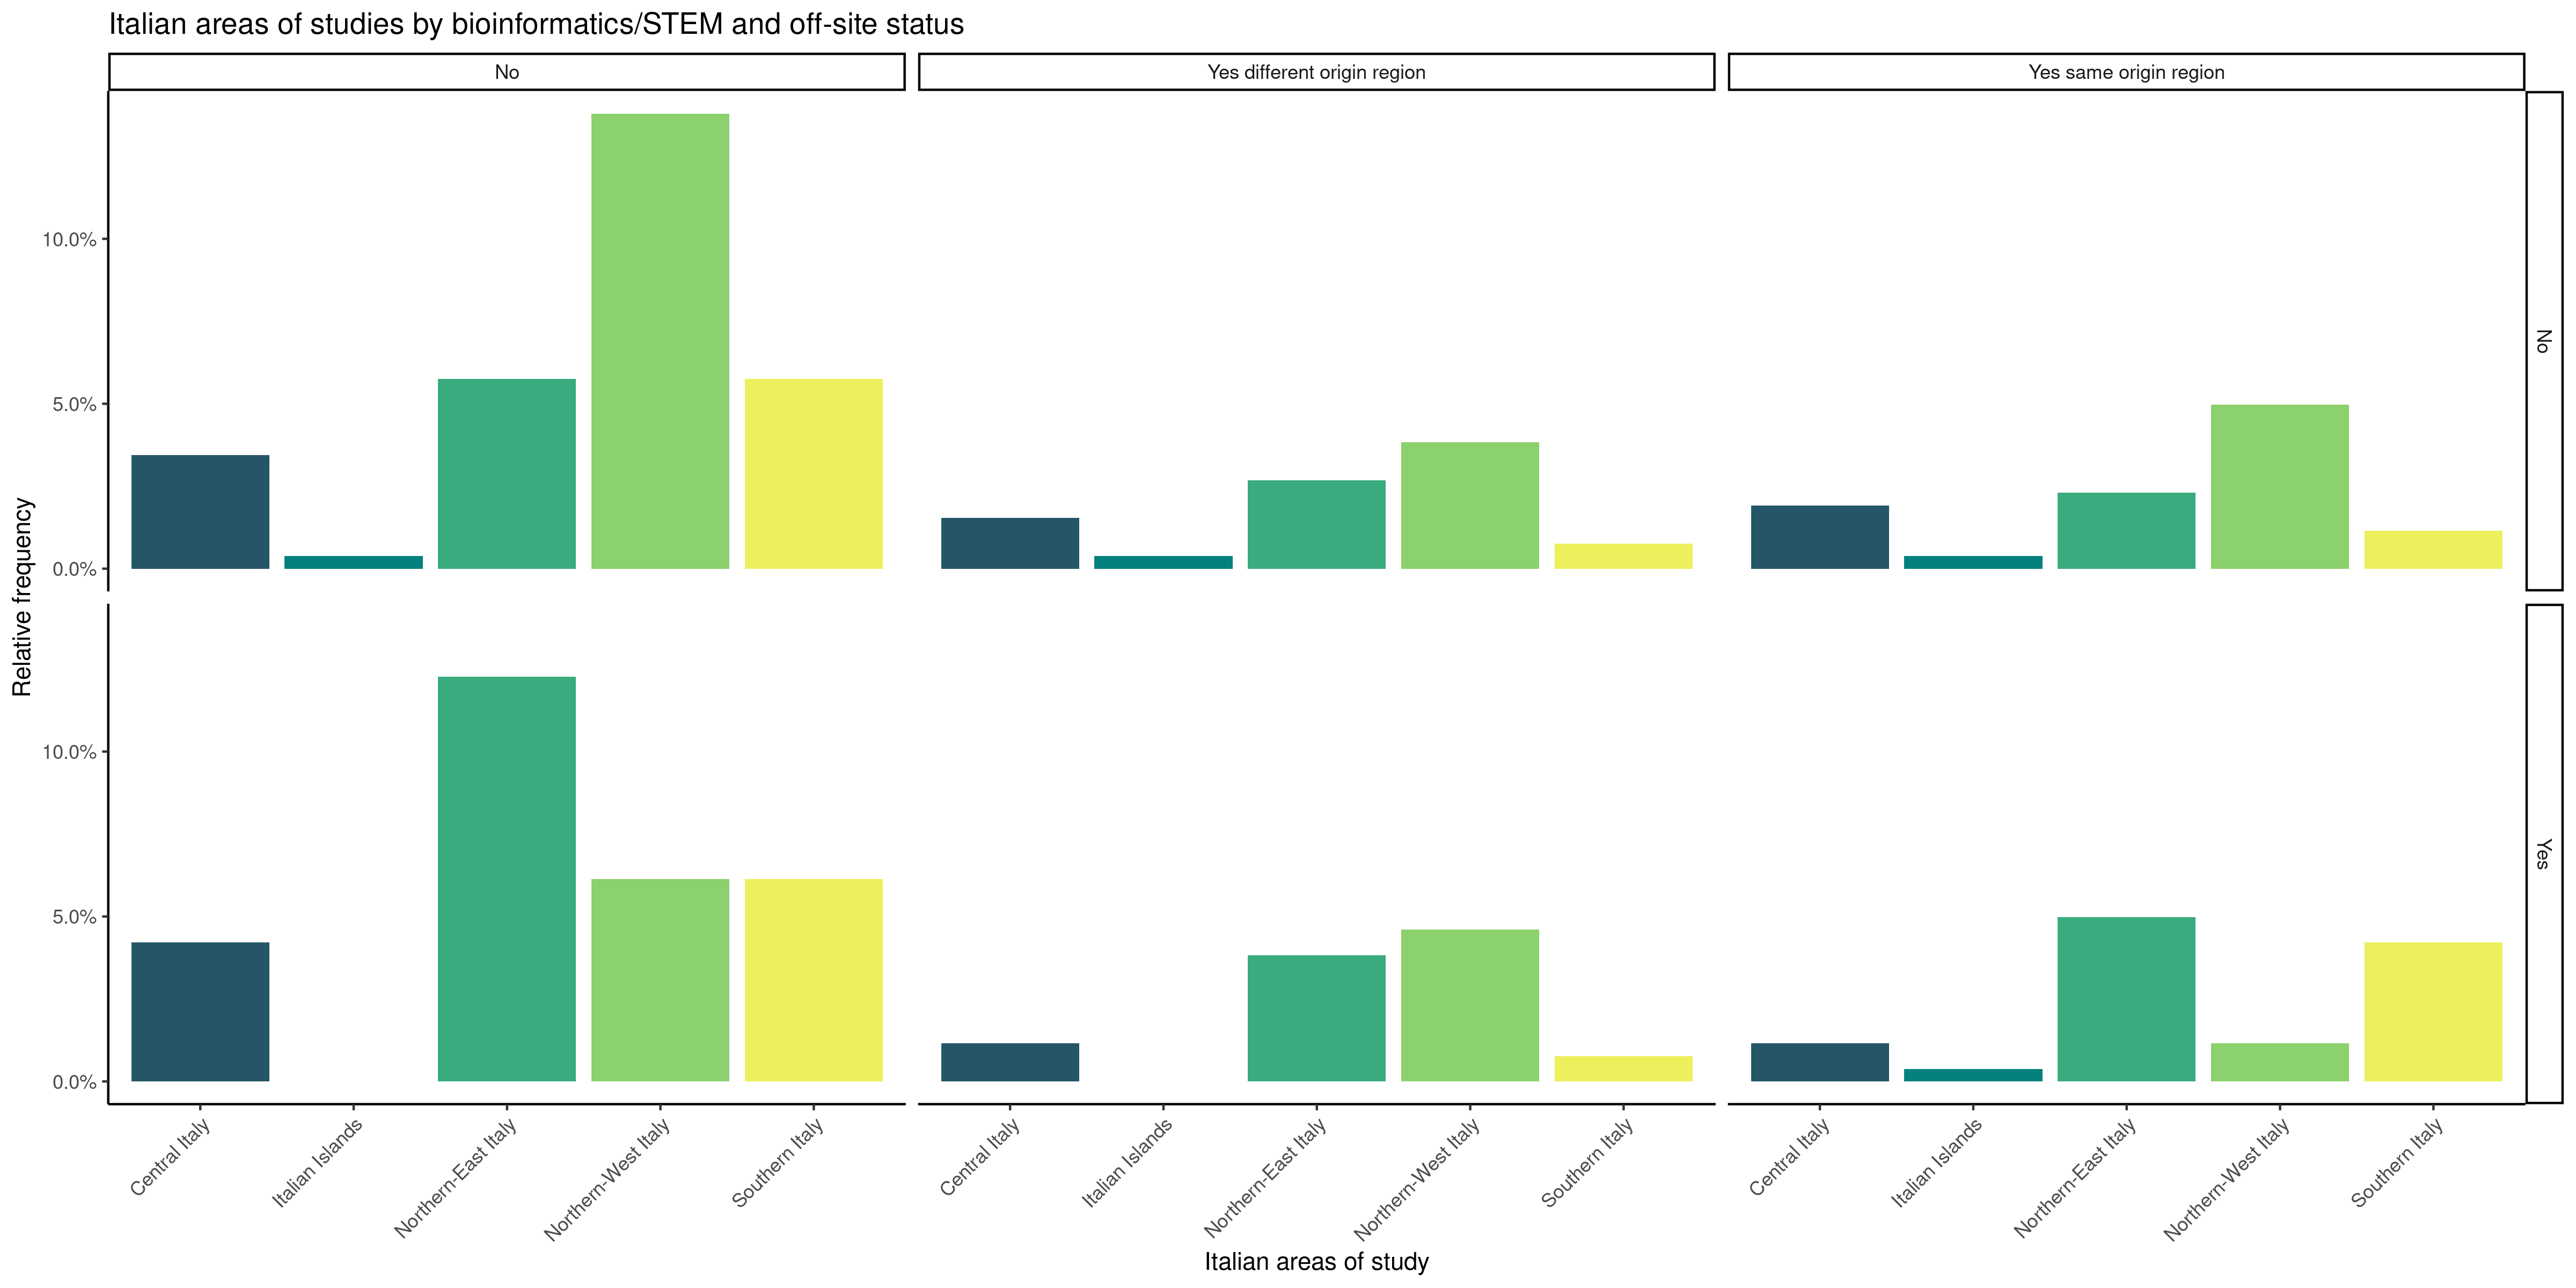 Italian areas of studies by bioinformatics/STEM and off-site status
No
Yes different origin region
Yes same origin region
10.0%
5.0%
0.0%
No
10.0%
5.0%
0.0%
Yes
Relative frequency
Central Italy
Italian Islands
Northern-East Italy
Northern-West Italy
Southern Italy
Central Italy
Italian Islands
Northern-East Italy
Northern-West Italy
Southern Italy
Central Italy
Italian Islands
Northern-East Italy
Northern-West Italy
Southern Italy
Italian areas of study